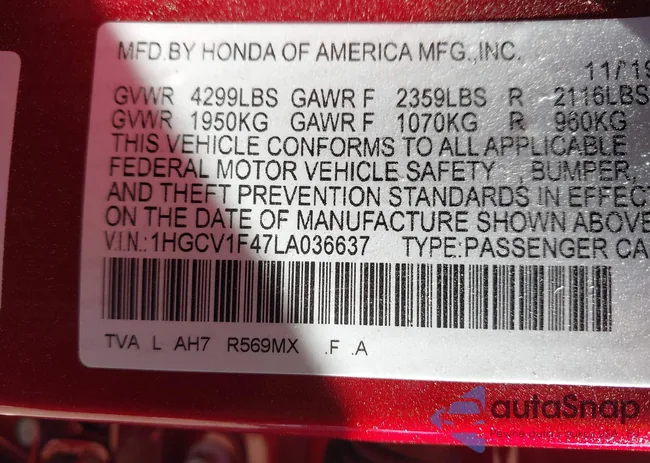 MFD.BY HONDA OF AMERICA MFG.,INC.
11/19
GVWR 4299LBS GAWR F 2359LBS R 2116LBS
GVWR 1950KG GAWR F 1070KG R 960KG
THIS VEHICLE CONFORMS TO ALL APPLICABLE
FEDERAL MOTOR VEHICLE SAFETY , BUMPER,
AND THEFT PREVENTION STANDARDS IN EFFECT
ON THE DATE OF MANUFACTURE SHOWN ABOVE
V.I.N.:1HGCV1F47LA036637 TYPE:PASSENGER CA
TVA L AH7 R569MX .F .A
autaSnap